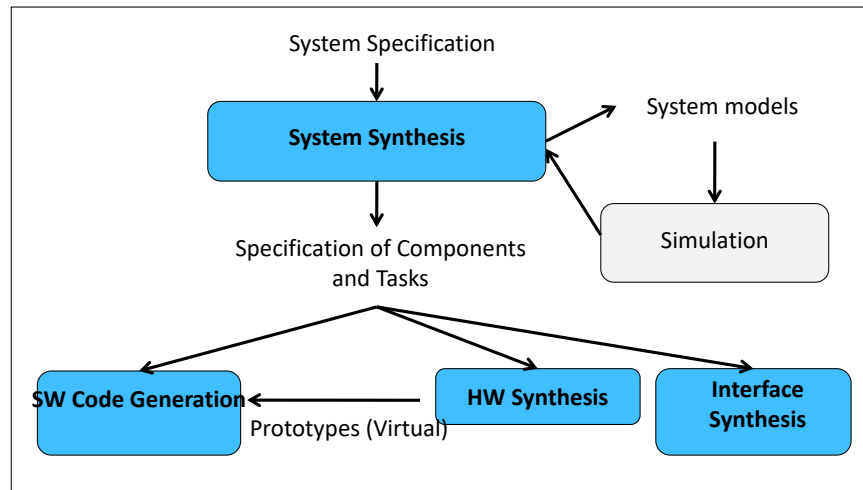 System Specification
System Synthesis
System models
Simulation
Specification of Components
and Tasks
SW Code Generation
Prototypes (Virtual)
HW Synthesis
Interface
Synthesis